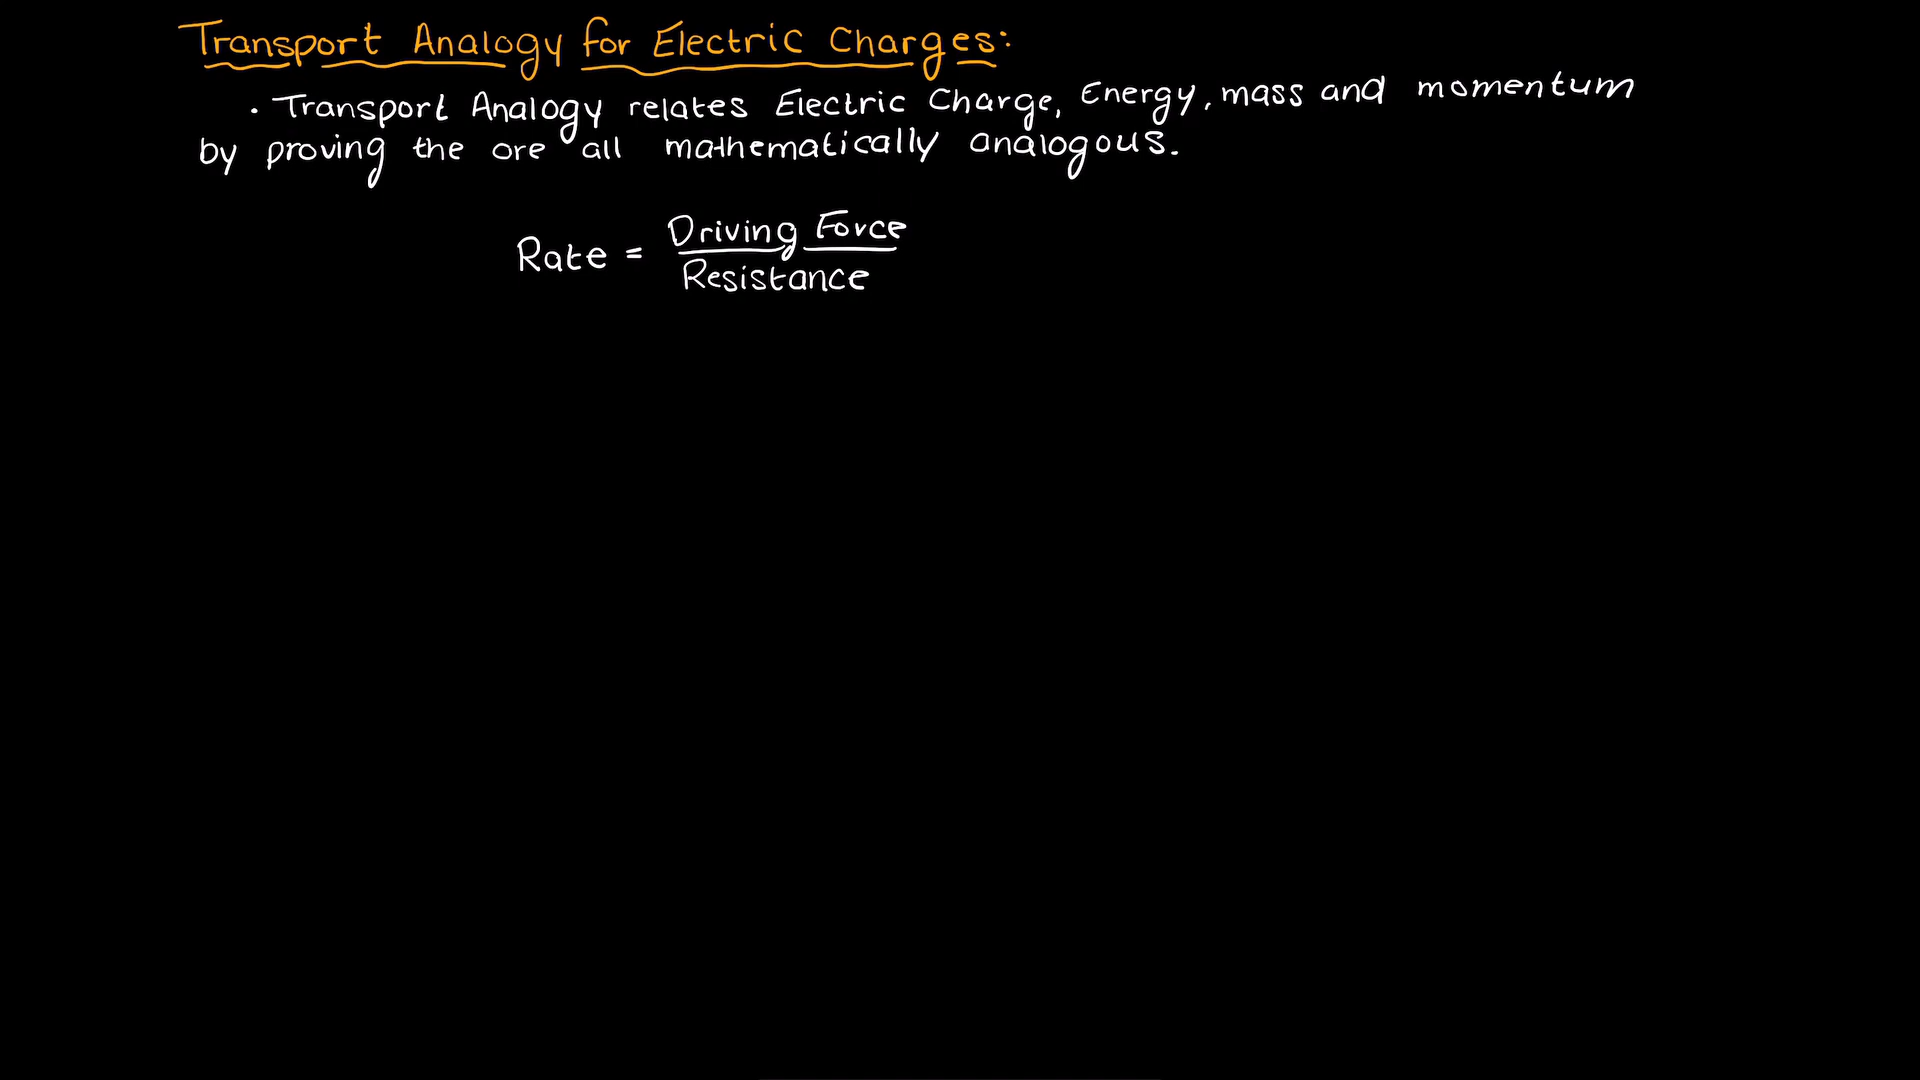 Transport Analogy for Electric Charges:
· Transport Analogy relates Electric Charge, Energy, mass and momentum
by proving the ore all mathematically analogous.
Rate = Driving Force
Resistance